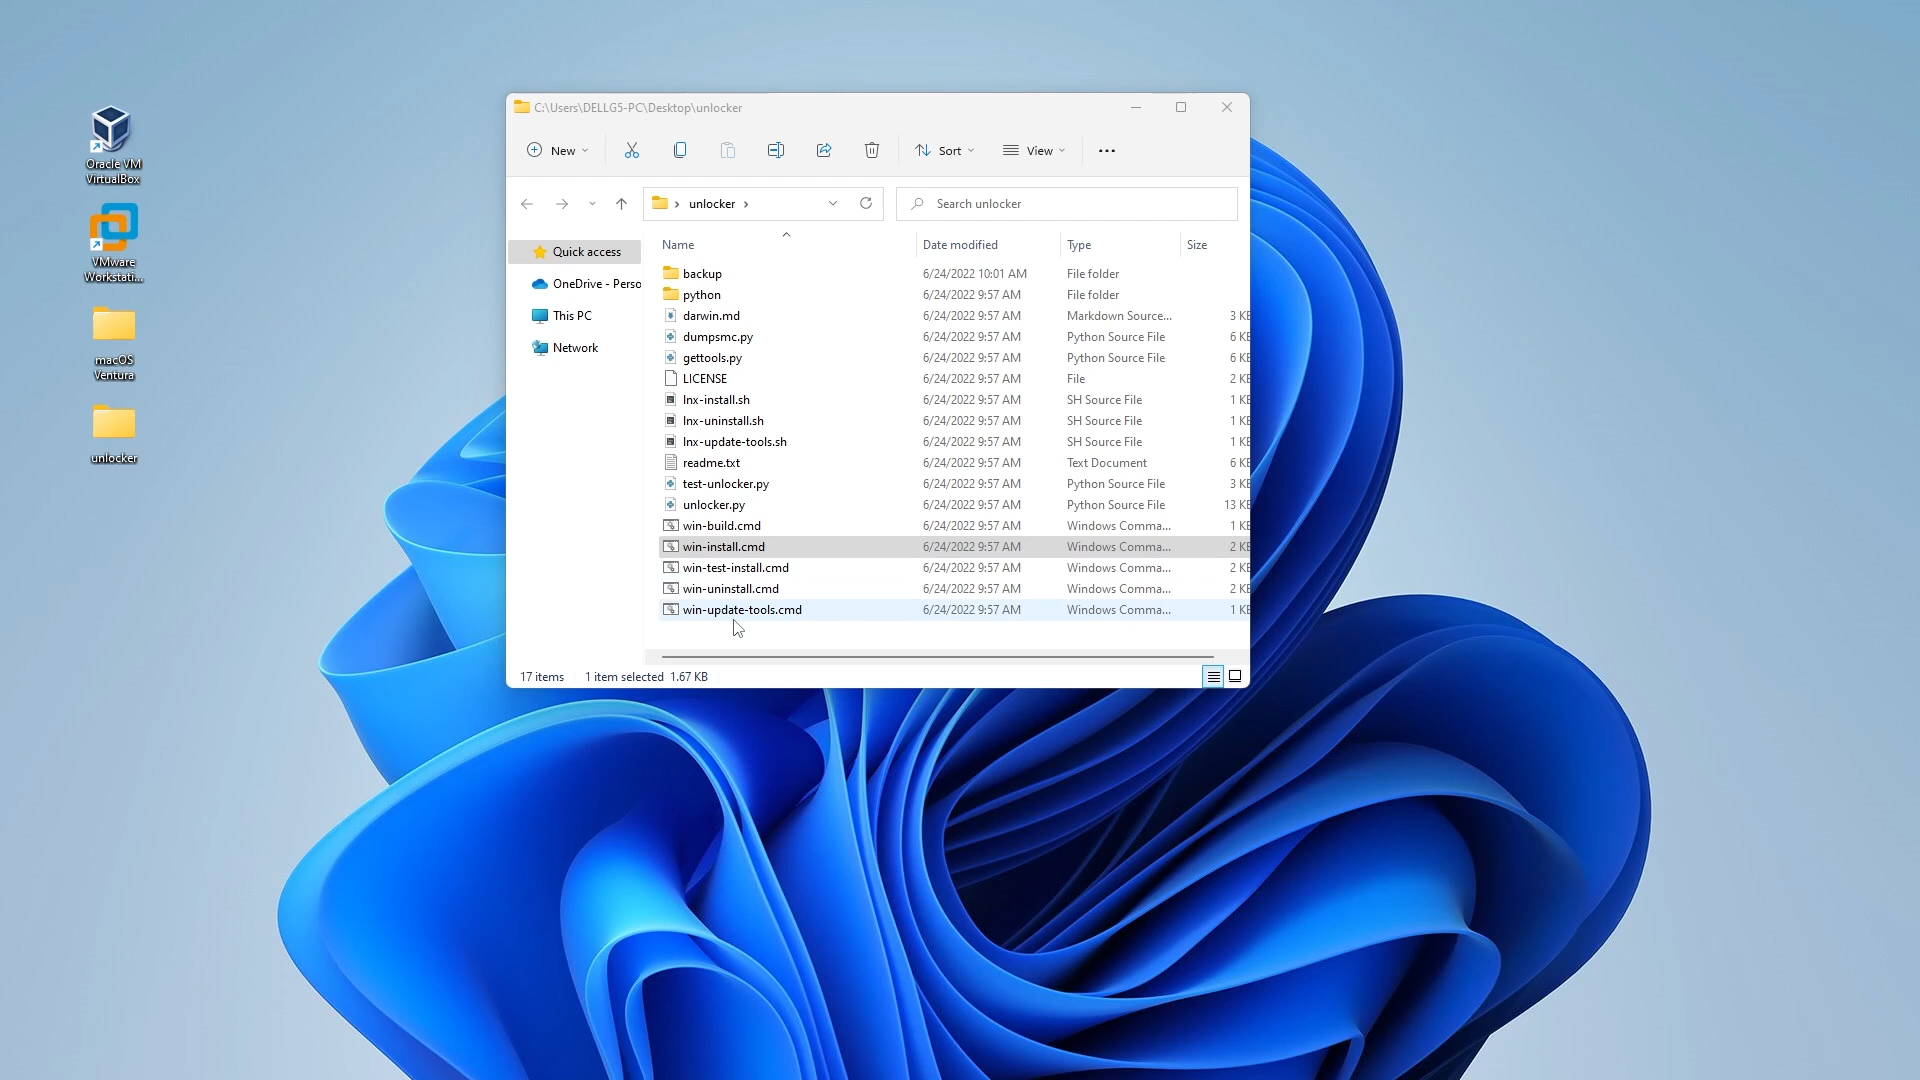 Oracle VM
VirtualBox
VMware
Workstati...
macOS
Ventura
unlocker
C:\Users\DELLG5-PC\Desktop\unlocker
New
Sort
View
unlocker
Search unlocker
Quick access
OneDrive - Perso
This PC
Network
Name Date modified Type Size
backup 6/24/2022 10:01 AM File folder
python 6/24/2022 9:57 AM File folder
darwin.md 6/24/2022 9:57 AM Markdown Source... 3 KB
dumpsmc.py 6/24/2022 9:57 AM Python Source File 6 KB
gettools.py 6/24/2022 9:57 AM Python Source File 6 KB
LICENSE 6/24/2022 9:57 AM File 2 KB
lnx-install.sh 6/24/2022 9:57 AM SH Source File 1 KB
lnx-uninstall.sh 6/24/2022 9:57 AM SH Source File 1 KB
lnx-update-tools.sh 6/24/2022 9:57 AM SH Source File 1 KB
readme.txt 6/24/2022 9:57 AM Text Document 6 KB
test-unlocker.py 6/24/2022 9:57 AM Python Source File 3 KB
unlocker.py 6/24/2022 9:57 AM Python Source File 13 KB
win-build.cmd 6/24/2022 9:57 AM Windows Comma... 1 KB
win-install.cmd 6/24/2022 9:57 AM Windows Comma... 2 KB
win-test-install.cmd 6/24/2022 9:57 AM Windows Comma... 2 KB
win-uninstall.cmd 6/24/2022 9:57 AM Windows Comma... 2 KB
win-update-tools.cmd 6/24/2022 9:57 AM Windows Comma... 1 KB
17 items 1 item selected 1.67 KB